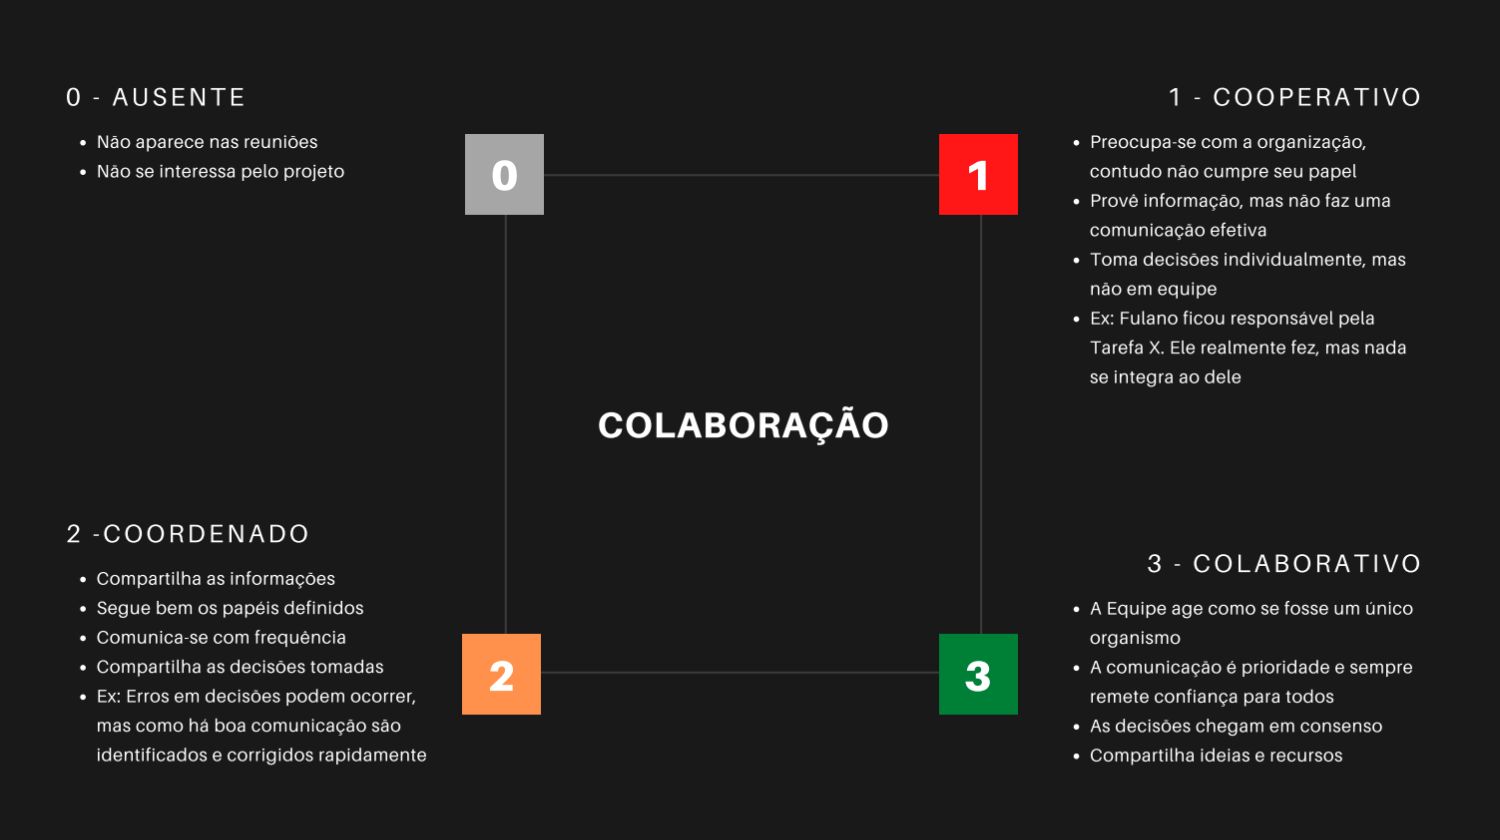 0 - AUSENTE
• Não aparece nas reuniões
• Não se interessa pelo projeto
0
1
1 - COOPERATIVO
• Preocupa-se com a organização,
contudo não cumpre seu papel
• Provê informação, mas não faz uma
comunicação efetiva
• Toma decisões individualmente, mas
não em equipe
• Ex: Fulano ficou responsável pela
Tarefa X. Ele realmente fez, mas nada
se integra ao dele
COLABORAÇÃO
2 -COORDENADO
• Compartilha as informações
• Segue bem os papéis definidos
• Comunica-se com frequência
• Compartilha as decisões tomadas
• Ex: Erros em decisões podem ocorrer,
mas como há boa comunicação são
identificados e corrigidos rapidamente
2
3
3 - COLABORATIVO
• A Equipe age como se fosse um único
organismo
• A comunicação é prioridade e sempre
remete confiança para todos
• As decisões chegam em consenso
• Compartilha ideias e recursos